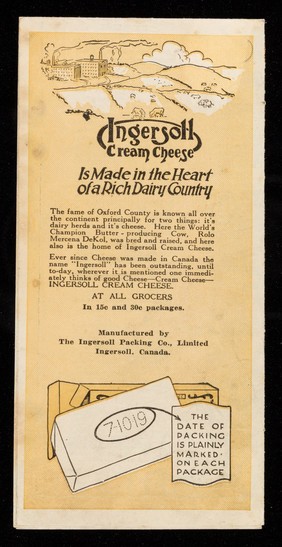 Ingersoll
Cream Cheese
Is Made in the Heart
of a Rich Dairy Country
The fame of Oxford County is known all over
the continent principally for two things: it's
dairy herds and it's cheese. Here the World's
Champion Butter-producing Cow, Rolo
Mercena DeKol, was bred and raised, and here
also is the home of Ingersoll Cream Cheese.
Ever since Cheese was made in Canada the
name "Ingersoll" has been outstanding, until
to-day, wherever it is mentioned one immedi-
ately thinks of good Cheese—Cream Cheese—
INGERSOLL CREAM CHEESE.
AT ALL GROCERS
In 15c and 30c packages.
Manufactured by
The Ingersoll Packing Co., Limited
Ingersoll, Canada.
7-10-19
THE
DATE OF
PACKING
IS PLAINLY
MARKED·
ON EACH
PACKAGE